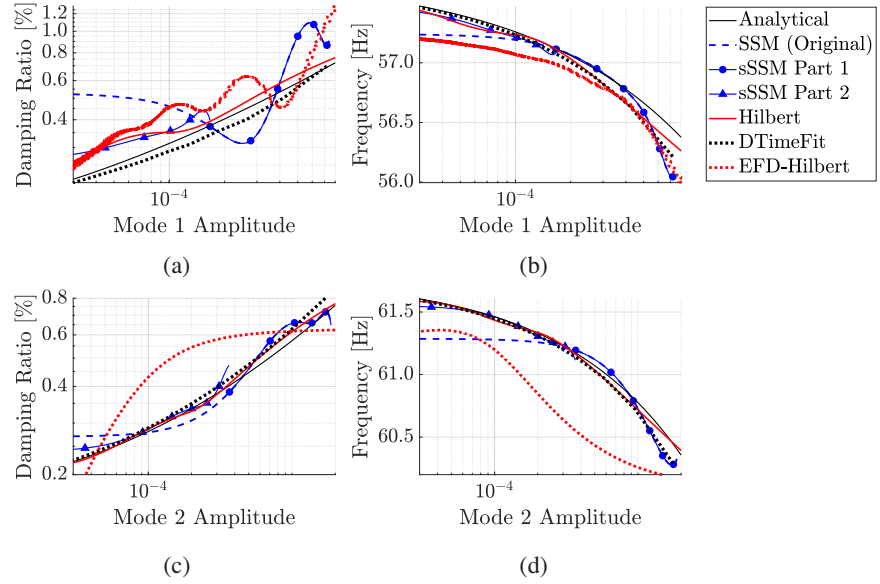 1.2
1.0
0.8
0.6
0.4
Damping Ratio [%]
10⁻⁴
Mode 1 Amplitude
(a)
57.0
56.5
56.0
Frequency [Hz]
10⁻⁴
Mode 1 Amplitude
(b)
Analytical
SSM (Original)
sSSM Part 1
sSSM Part 2
Hilbert
DTimeFit
EFD-Hilbert
0.8
0.6
0.4
0.2
Damping Ratio [%]
10⁻⁴
Mode 2 Amplitude
(c)
61.5
61.0
60.5
Frequency [Hz]
10⁻⁴
Mode 2 Amplitude
(d)